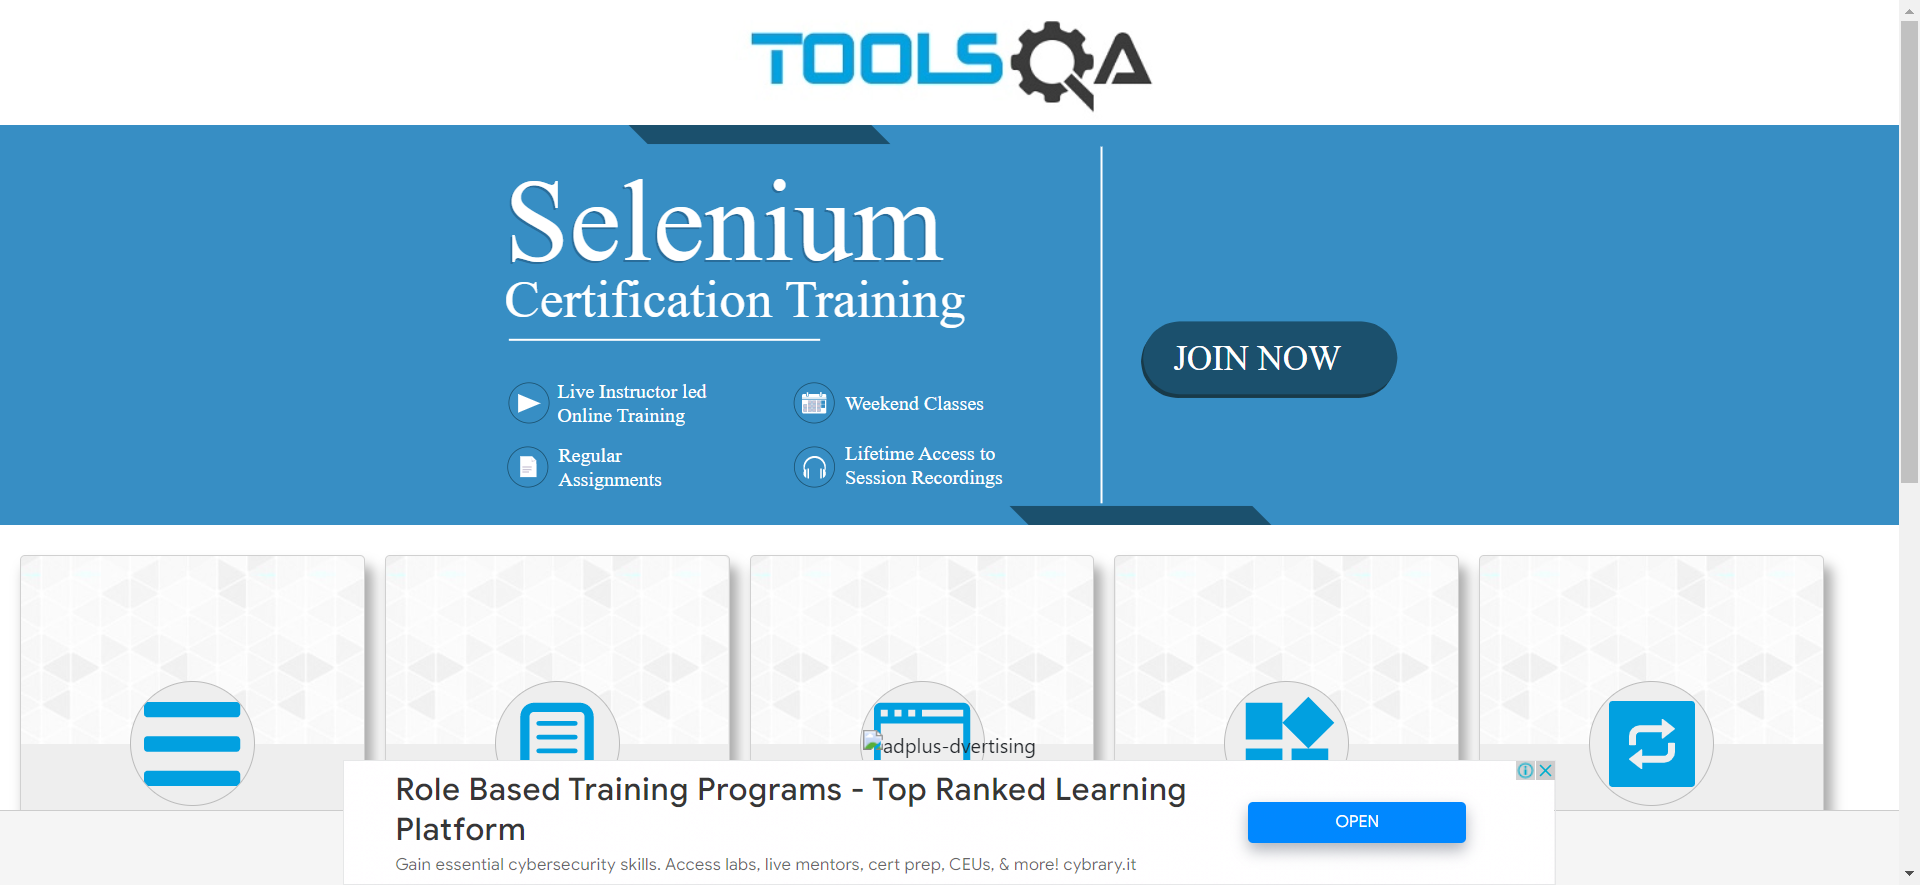 TOOLSQA
Selenium
Certification Training
JOIN NOW
Live Instructor led
Online Training
Weekend Classes
Regular
Assignments
Lifetime Access to
Session Recordings
adplus-dvertising
Role Based Training Programs - Top Ranked Learning
Platform
OPEN
Gain essential cybersecurity skills. Access labs, live mentors, cert prep, CEUs, & more! cybrary.it